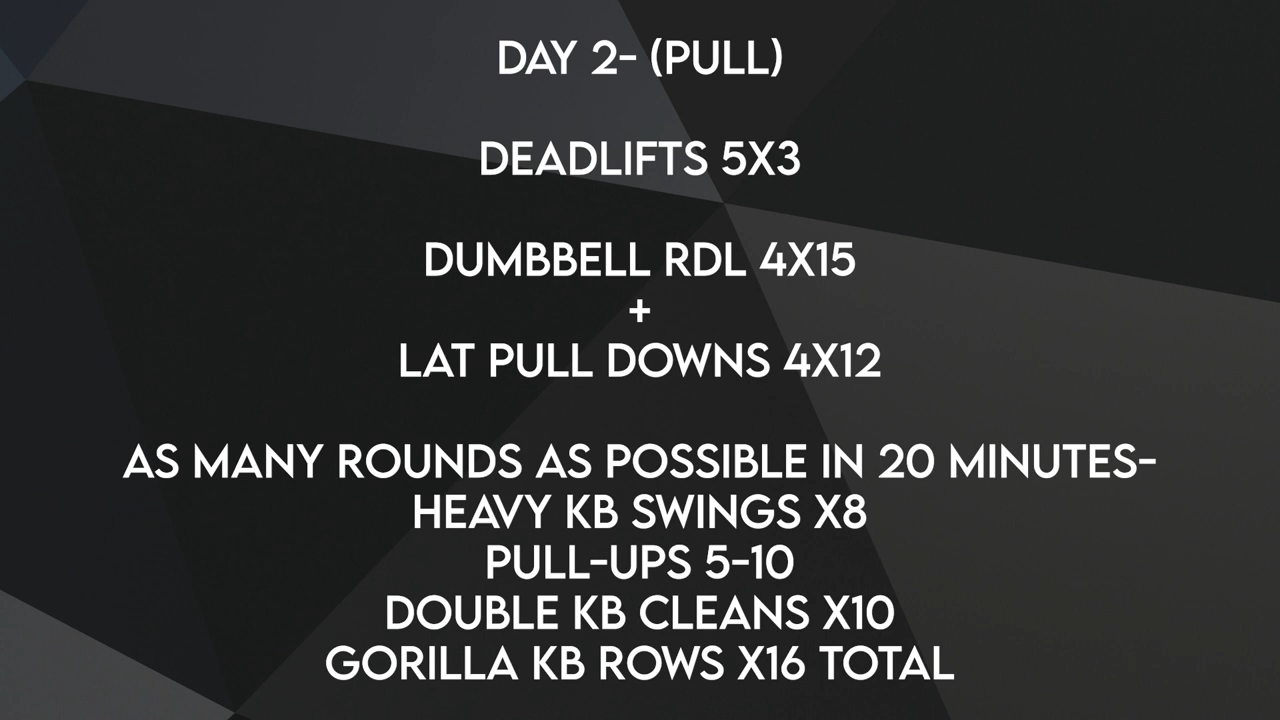 DAY 2- (PULL)
DEADLIFTS 5X3
DUMBBELL RDL 4X15
+
LAT PULL DOWNS 4X12
AS MANY ROUNDS AS POSSIBLE IN 20 MINUTES-
HEAVY KB SWINGS X8
PULL-UPS 5-10
DOUBLE KB CLEANS X10
GORILLA KB ROWS X16 TOTAL